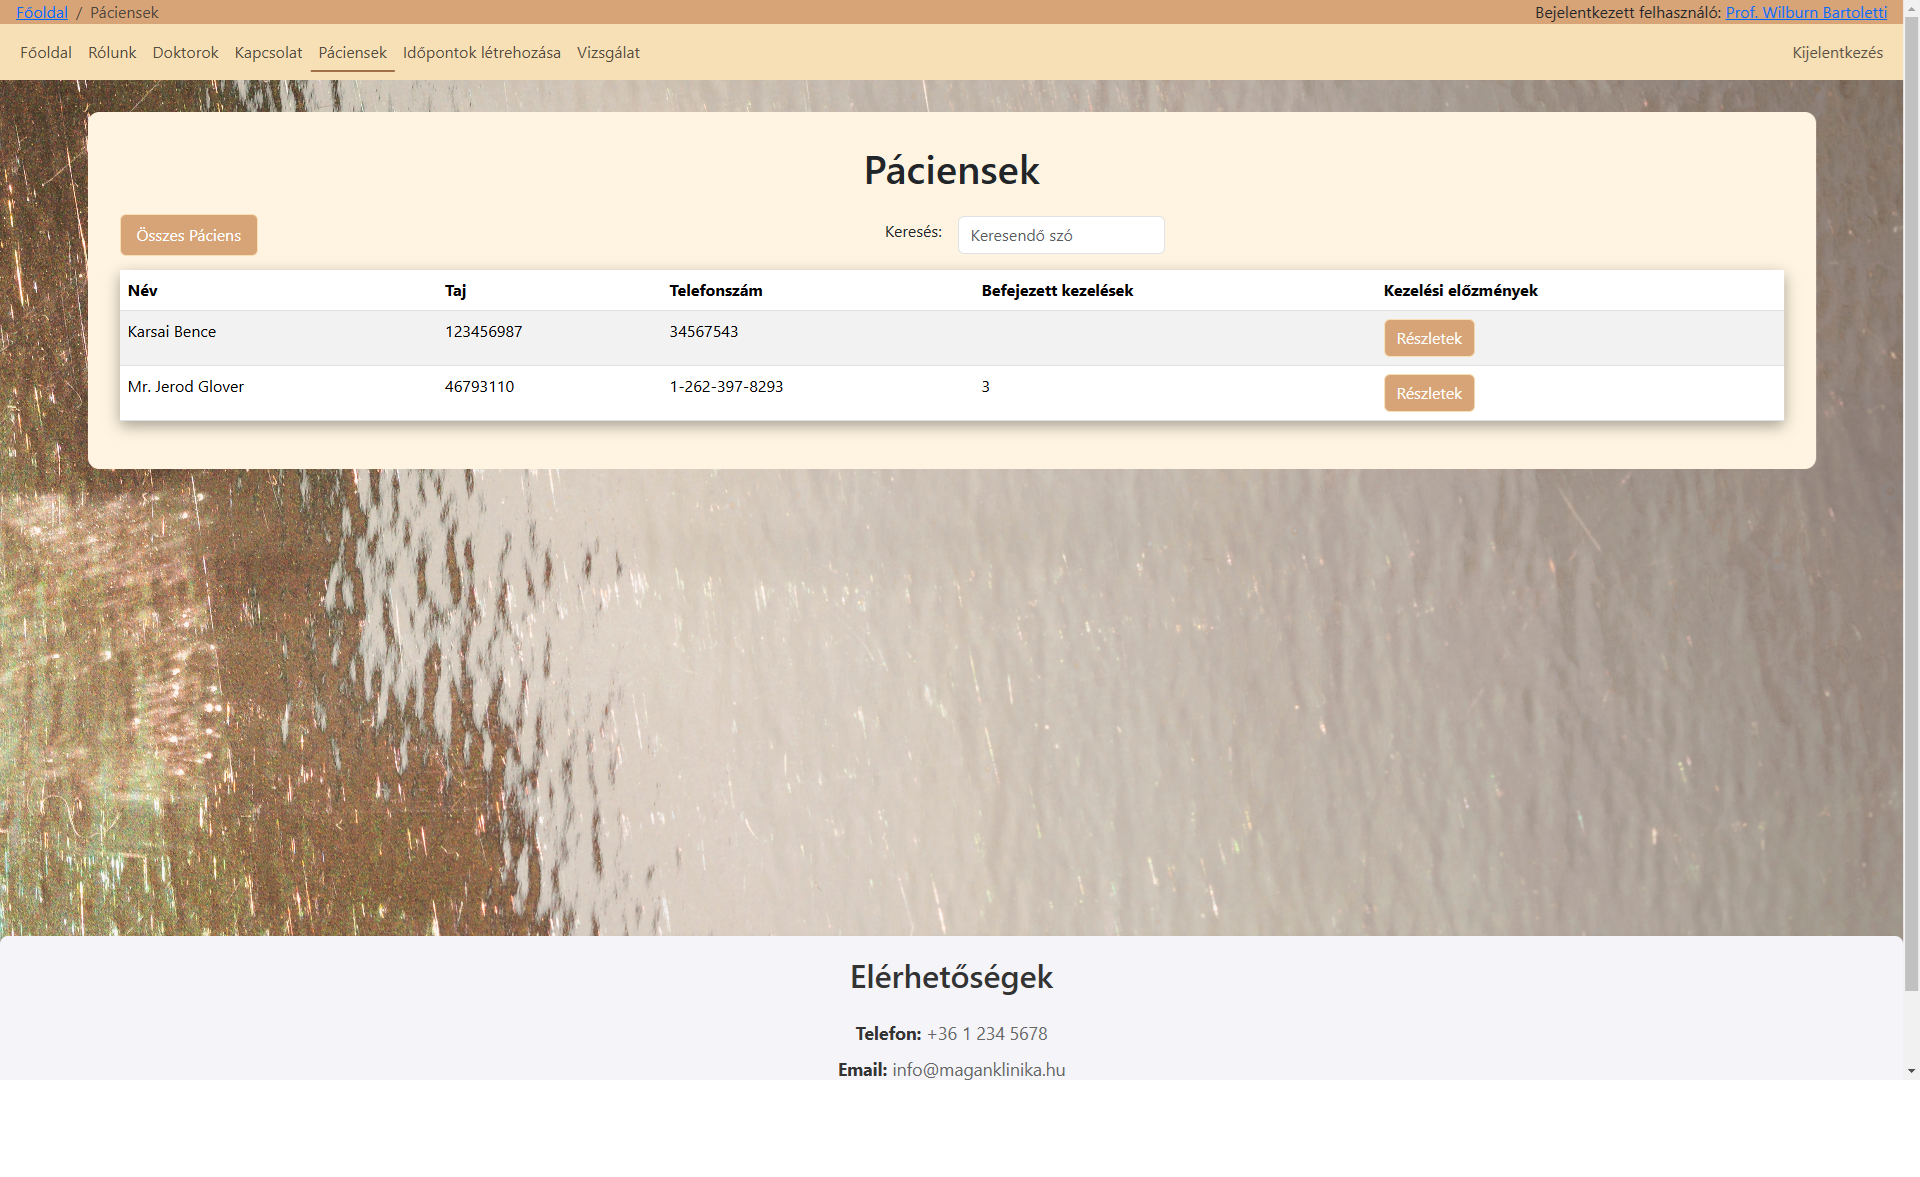 Főoldal / Páciensek
Bejelentkezett felhasználó: Prof. Wilburn Bartoletti
Főoldal Rólunk Doktorok Kapcsolat Páciensek Időpontok létrehozása Vizsgálat Kijelentkezés
Páciensek
Összes Páciens
Keresés: Keresendő szó
Név Taj Telefonszám Befejezett kezelések Kezelési előzmények
Karsai Bence 123456987 34567543 Részletek
Mr. Jerod Glover 46793110 1-262-397-8293 3 Részletek
Elérhetőségek
Telefon: +36 1 234 5678
Email: info@maganklinika.hu